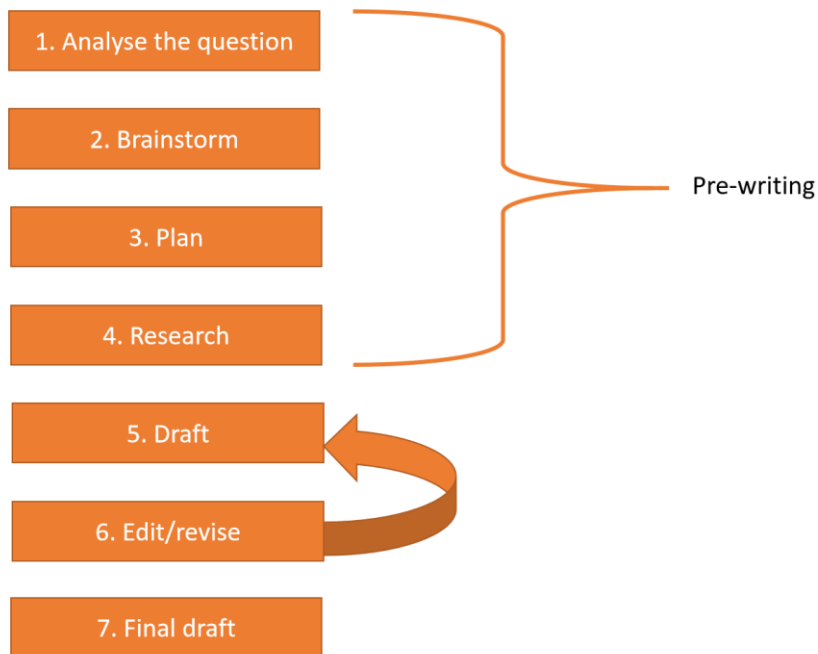 1. Analyse the question
2. Brainstorm
Pre-writing
3. Plan
4. Research
5. Draft
6. Edit/revise
7. Final draft